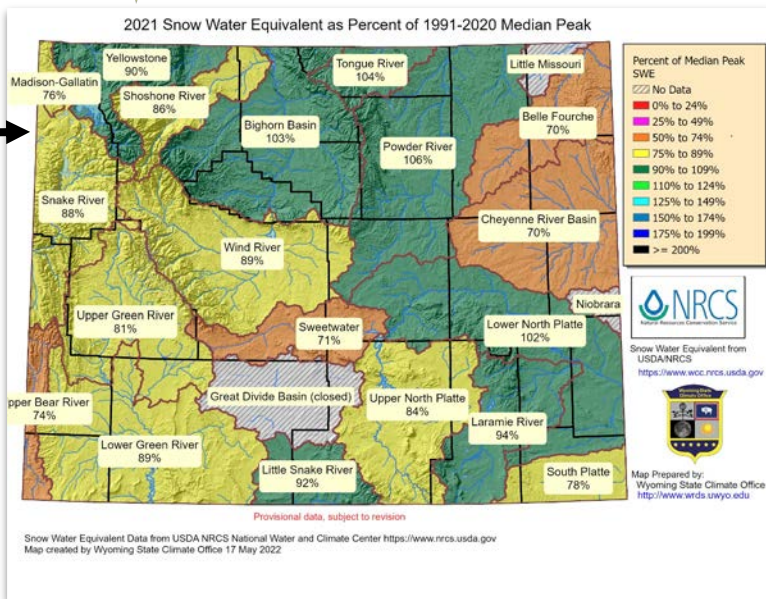 2021 Snow Water Equivalent as Percent of 1991-2020 Median Peak
Yellowstone
90%
Madison-Gallatin
76%
Shoshone River
86%
Tongue River
104%
Little Missouri
Bighorn Basin
103%
Powder River
106%
Belle Fourche
70%
Snake River
88%
Wind River
89%
Cheyenne River Basin
70%
Upper Green River
81%
Sweetwater
71%
Lower North Platte
102%
Niobrara
pper Bear River
74%
Great Divide Basin (closed)
Upper North Platte
84%
Laramie River
94%
Lower Green River
89%
Little Snake River
92%
South Platte
78%
Percent of Median Peak
SWE
No Data
0% to 24%
25% to 49%
50% to 74%
75% to 89%
90% to 109%
110% to 124%
125% to 149%
150% to 174%
175% to 199%
>= 200%
NRCS
Natural Resources Conservation Service
Snow Water Equivalent from
USDA/NRCS
https://www.wcc.nrcs.usda.gov
Wyoming State
Climate Office
Map Prepared by:
Wyoming State Climate Office
http://www.wrds.uwyo.edu
Provisional data, subject to revision
Snow Water Equivalent Data from USDA NRCS National Water and Climate Center https://www.nrcs.usda.gov
Map created by Wyoming State Climate Office 17 May 2022